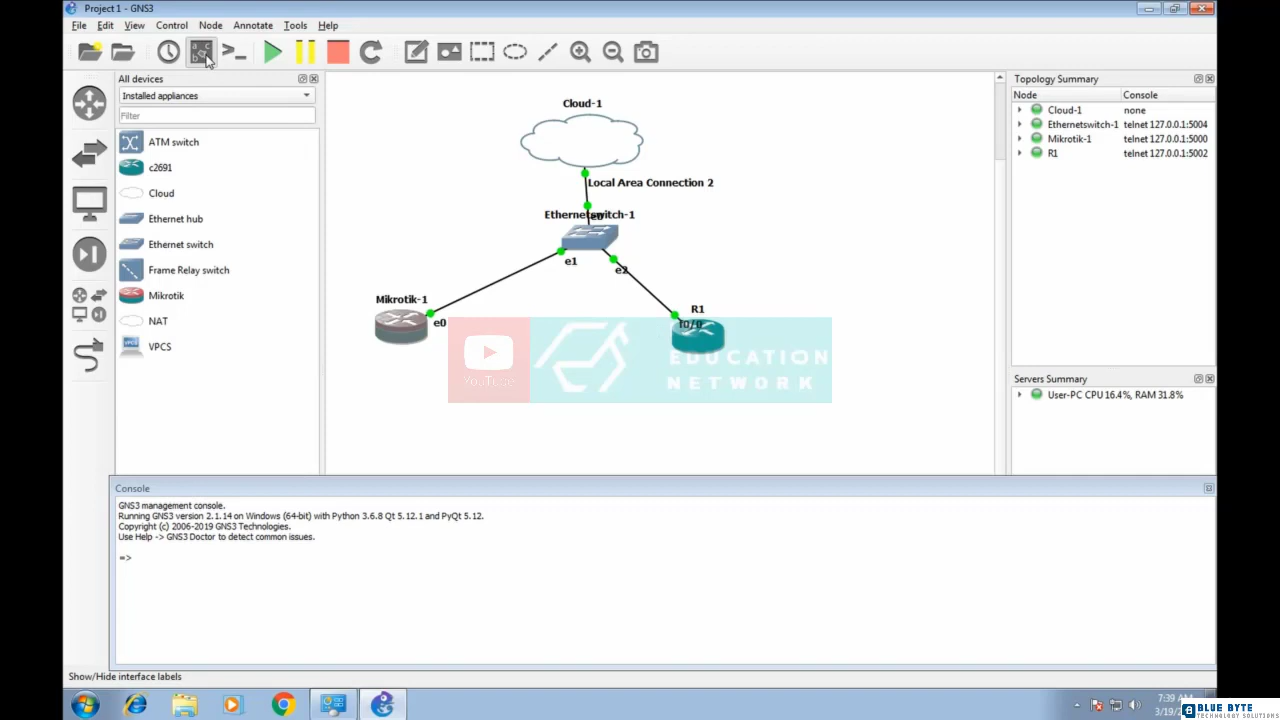 Project 1 - GNS3
File Edit View Control Node Annotate Tools Help
All devices
Installed appliances
Filter
ATM switch
c2691
Cloud
Ethernet hub
Ethernet switch
Frame Relay switch
Mikrotik
NAT
VPCS
Cloud-1
Local Area Connection 2
Ethernetswitch-1
e0
e1
e2
Mikrotik-1
e0
R1
f0/0
YouTube
EDUCATION
NETWORK
Topology Summary
Node Console
Cloud-1 none
Ethernetswitch-1 telnet 127.0.0.1:5004
Mikrotik-1 telnet 127.0.0.1:5000
R1 telnet 127.0.0.1:5002
Servers Summary
User-PC CPU 16.4%, RAM 31.8%
Console
GNS3 management console.
Running GNS3 version 2.1.14 on Windows (64-bit) with Python 3.6.8 Qt 5.12.1 and PyQt 5.12.
Copyright (c) 2006-2019 GNS3 Technologies.
Use Help -> GNS3 Doctor to detect common issues.
=>
Show/Hide interface labels
7:39 AM
BLUE BYTE
TECHNOLOGY SOLUTIONS